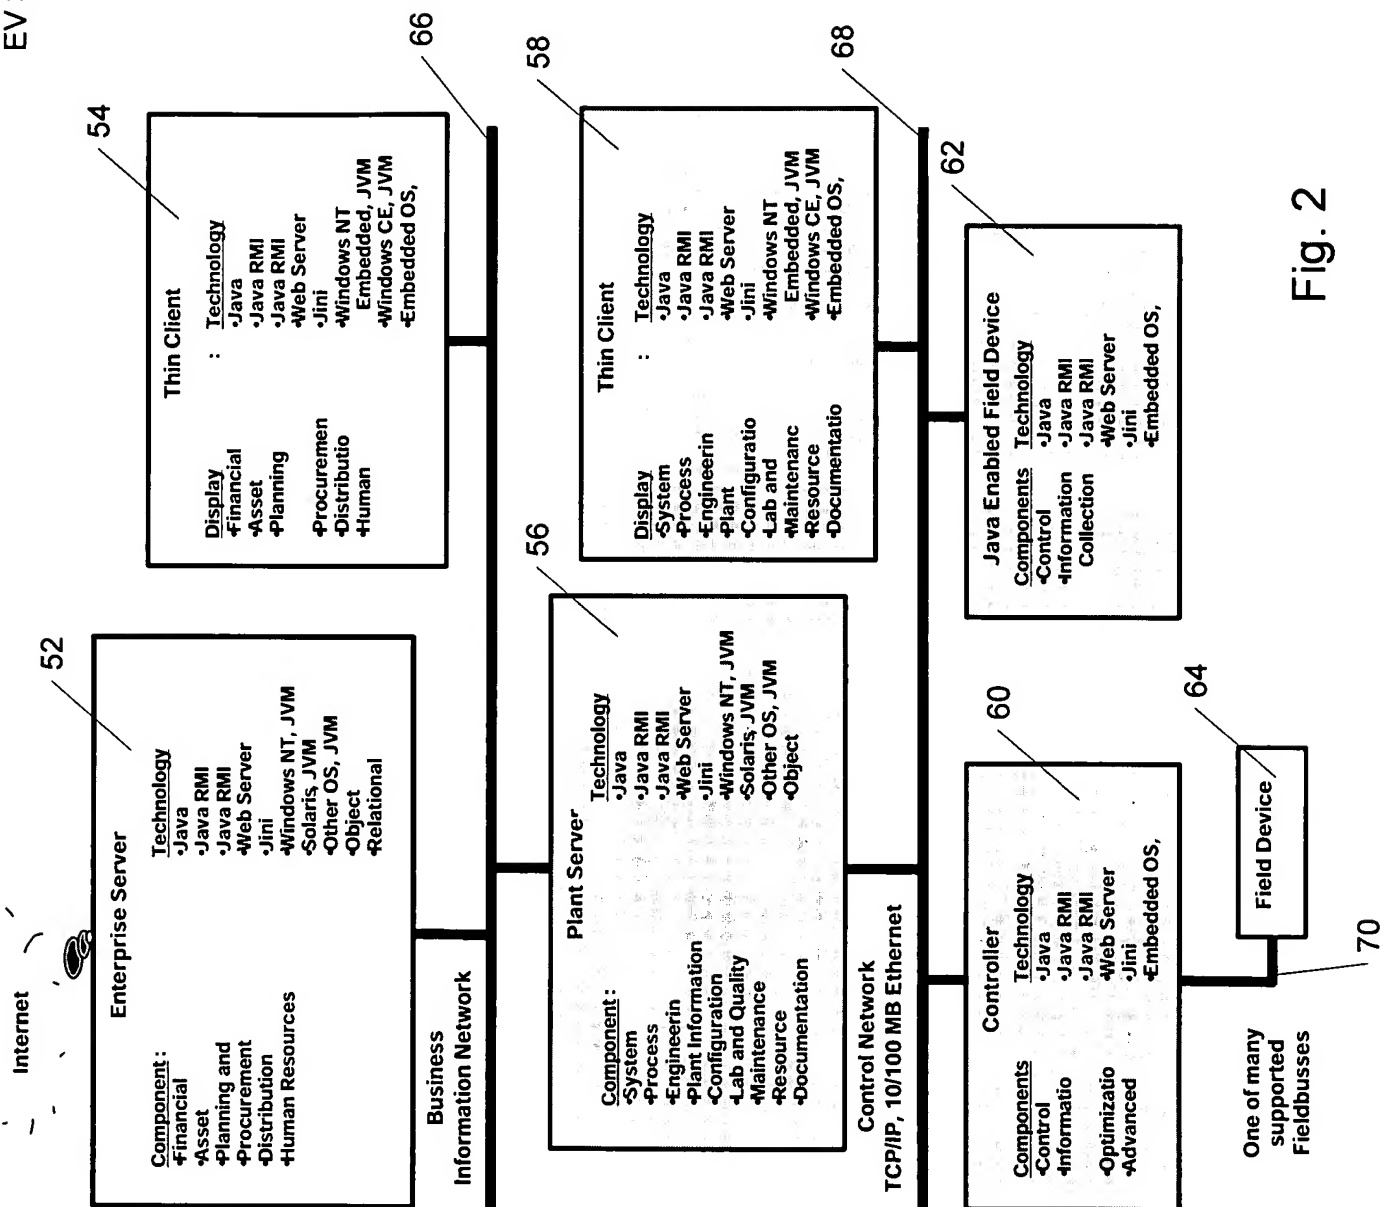 EV
Internet
52
Enterprise Server
Component:
•Financial
•Asset
•Planning and
•Procurement
•Distribution
•Human Resources
Technology
•Java
•Java RMI
•Java RMI
•Web Server
•Jini
•Windows NT, JVM
•Solaris, JVM
•Other OS, JVM
•Object
•Relational
54
Thin Client
Display
•Financial
•Asset
•Planning
•Procuremen
•Distributio
•Human
: Technology
•Java
•Java RMI
•Java RMI
•Web Server
•Jini
•Windows NT
Embedded, JVM
•Windows CE, JVM
•Embedded OS,
66
Business
Information Network
56
Plant Server
Component:
•System
•Process
•Engineerin
•Plant Information
•Configuration
•Lab and Quality
•Maintenance
•Resource
•Documentation
Technology
•Java
•Java RMI
•Java RMI
•Web Server
•Jini
•Windows NT, JVM
•Solaris, JVM
•Other OS, JVM
•Object
58
Thin Client
Display
•System
•Process
•Engineerin
•Plant
•Configuratio
•Lab and
•Maintenanc
•Resource
•Documentatio
: Technology
•Java
•Java RMI
•Java RMI
•Web Server
•Jini
•Windows NT
Embedded, JVM
•Windows CE, JVM
•Embedded OS,
68
Control Network
TCP/IP, 10/100 MB Ethernet
60
Controller
Components
•Control
•Informatio
•Optimizatio
•Advanced
Technology
•Java
•Java RMI
•Java RMI
•Web Server
•Jini
•Embedded OS,
62
Java Enabled Field Device
Components
•Control
•Information
Collection
Technology
•Java
•Java RMI
•Java RMI
•Web Server
•Jini
•Embedded OS,
64
Field Device
70
One of many
supported
Fieldbusses
Fig. 2